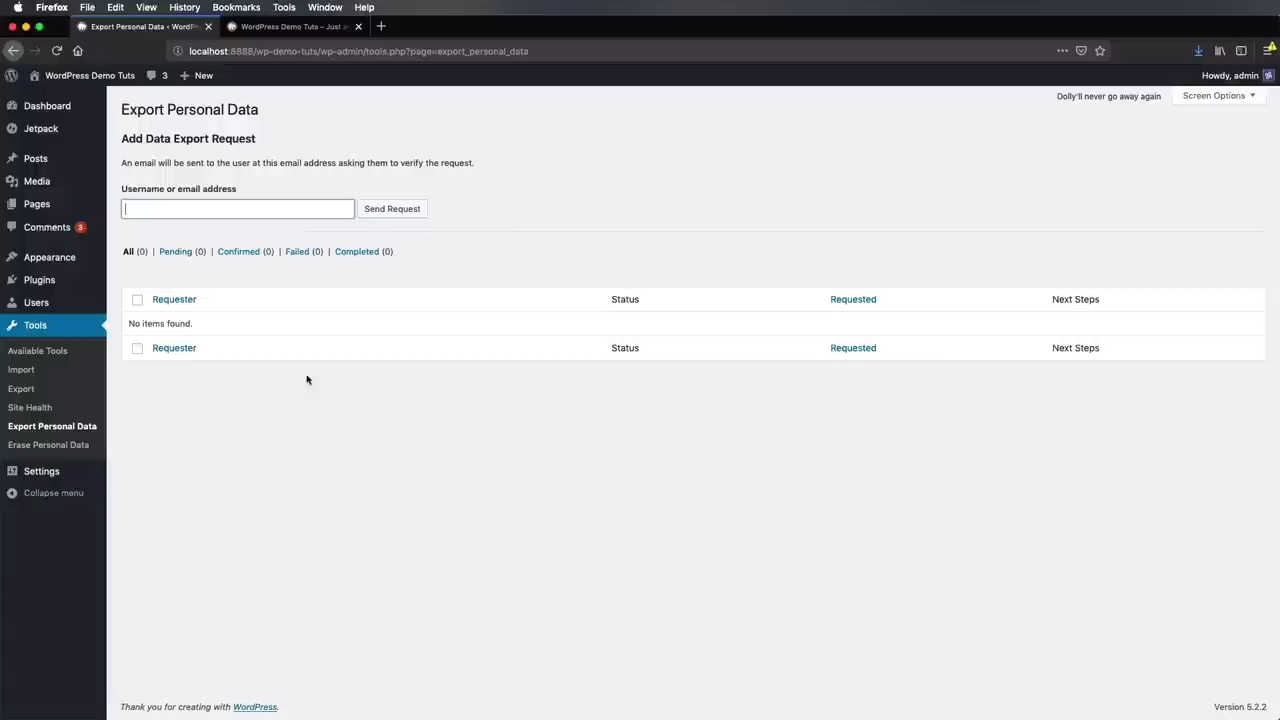 Firefox File Edit View History Bookmarks Tools Window Help
Export Personal Data ‹ WordPr
WordPress Demo Tuts – Just
localhost:8888/wp-demo-tuts/wp-admin/tools.php?page=export_personal_data
WordPress Demo Tuts 3 + New Howdy, admin
Dolly'll never go away again Screen Options
Export Personal Data
Add Data Export Request
An email will be sent to the user at this email address asking them to verify the request.
Username or email address
Send Request
All (0) | Pending (0) | Confirmed (0) | Failed (0) | Completed (0)
Requester Status Requested Next Steps
No items found.
Requester Status Requested Next Steps
Dashboard
Jetpack
Posts
Media
Pages
Comments 3
Appearance
Plugins
Users
Tools
Available Tools
Import
Export
Site Health
Export Personal Data
Erase Personal Data
Settings
Collapse menu
Thank you for creating with WordPress. Version 5.2.2